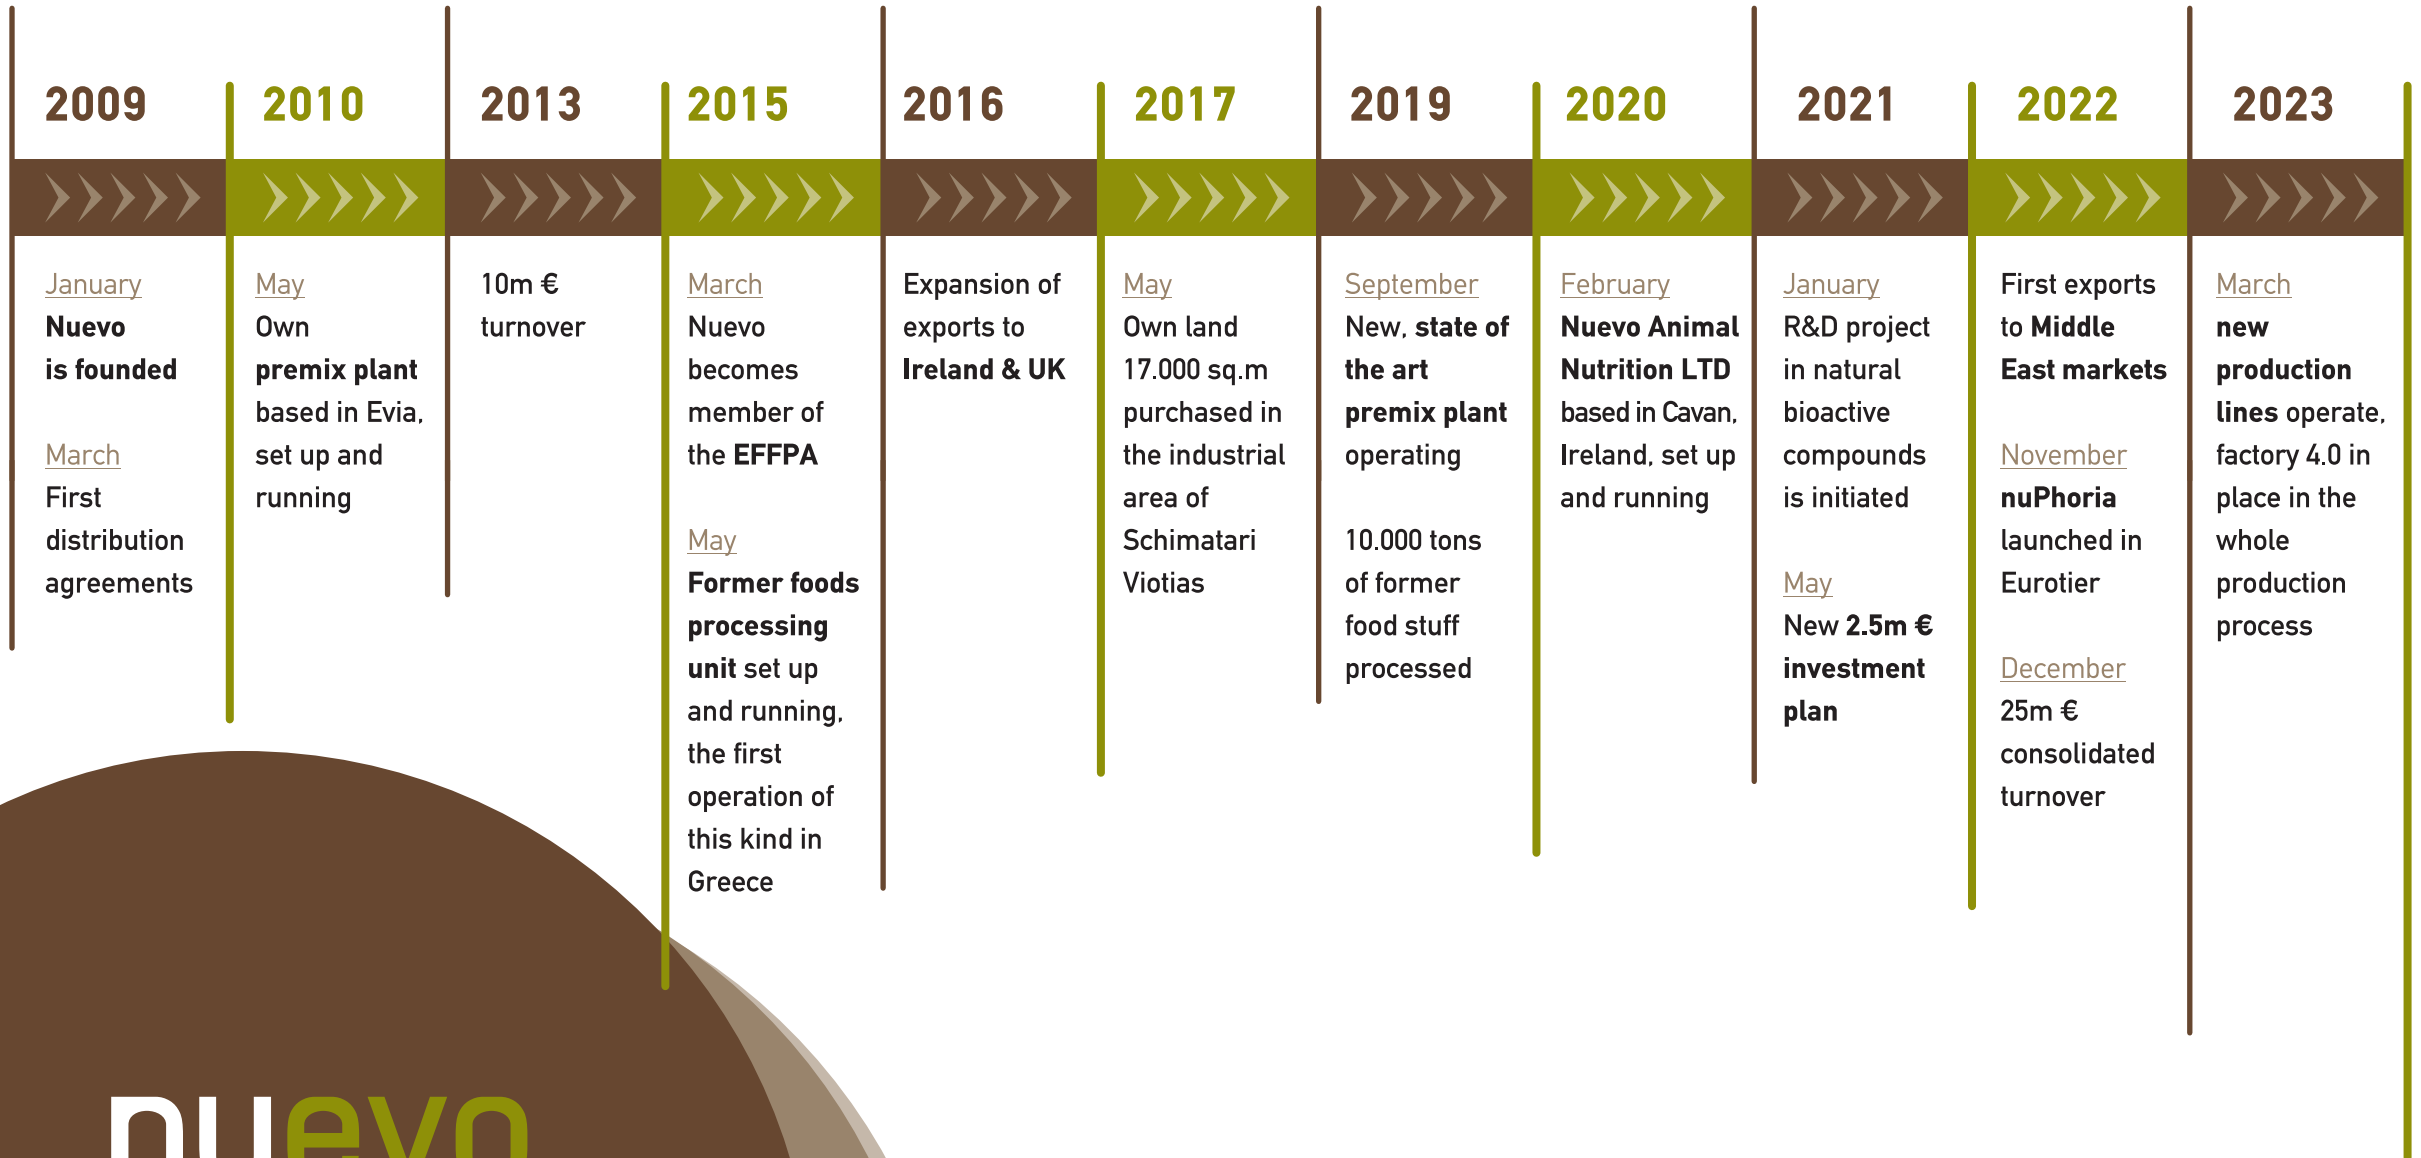 2009
January
Nuevo
is founded
March
First
distribution
agreements
2010
May
Own
premix plant
based in Evia,
set up and
running
2013
10m €
turnover
2015
March
Nuevo
becomes
member of
the EFFPA
May
Former foods
processing
unit set up
and running,
the first
operation of
this kind in
Greece
2016
Expansion of
exports to
Ireland & UK
2017
May
Own land
17.000 sq.m
purchased in
the industrial
area of
Schimatari
Viotias
2019
September
New, state of
the art
premix plant
operating
10.000 tons
of former
food stuff
processed
2020
February
Nuevo Animal
Nutrition LTD
based in Cavan,
Ireland, set up
and running
2021
January
R&D project
in natural
bioactive
compounds
is initiated
May
New 2.5m €
investment
plan
2022
First exports
to Middle
East markets
November
nuPhoria
launched in
Eurotier
December
25m €
consolidated
turnover
2023
March
new
production
lines operate,
factory 4.0 in
place in the
whole
production
process
nuevo